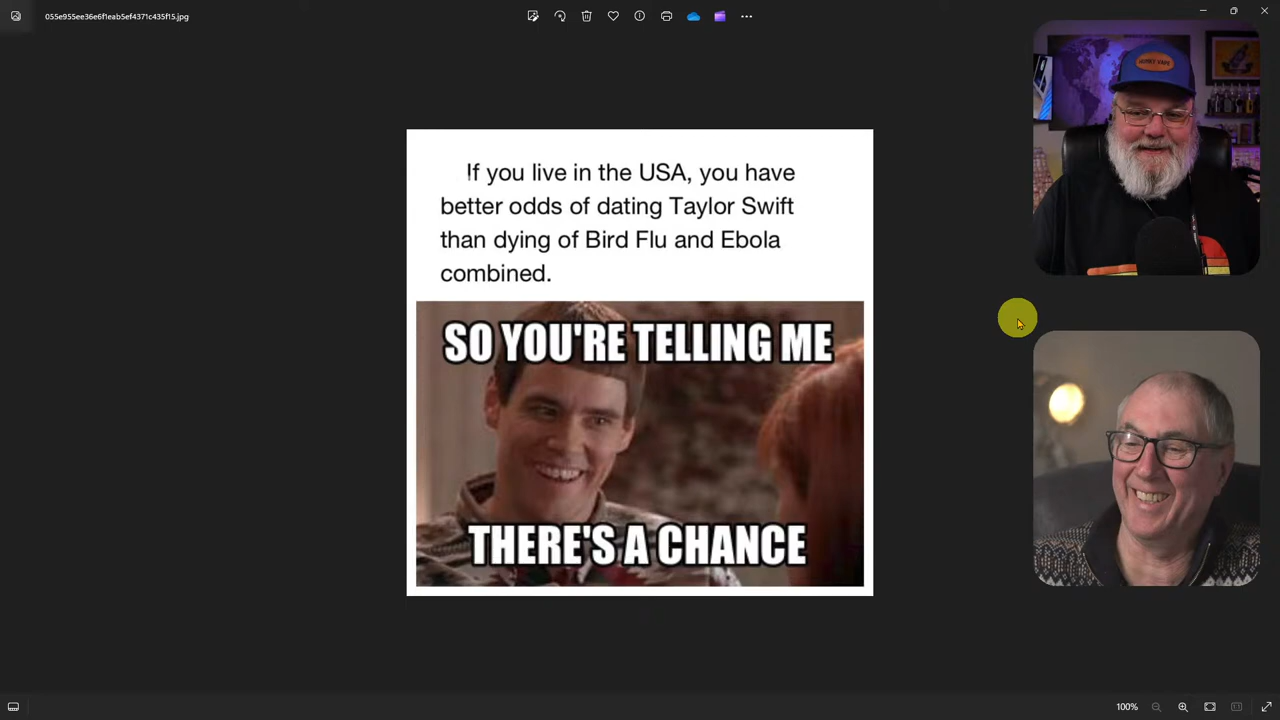 055e955ee36e6f1eab5ef4371c435f15.jpg
If you live in the USA, you have
better odds of dating Taylor Swift
than dying of Bird Flu and Ebola
combined.
SO YOU'RE TELLING ME
THERE'S A CHANCE
100%